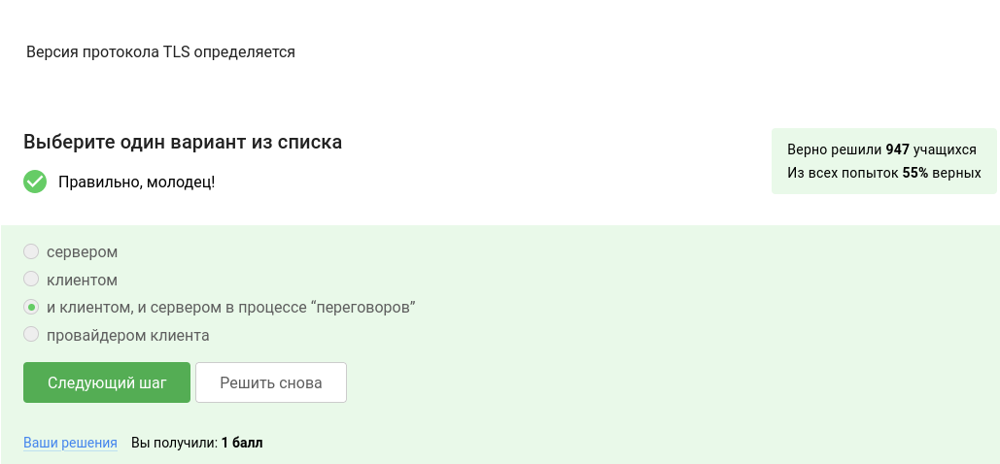 Версия протокола TLS определяется
Выберите один вариант из списка
Верно решили 947 учащихся
Из всех попыток 55% верных
Правильно, молодец!
сервером
клиентом
и клиентом, и сервером в процессе “переговоров”
провайдером клиента
Следующий шаг Решить снова
Ваши решения Вы получили: 1 балл